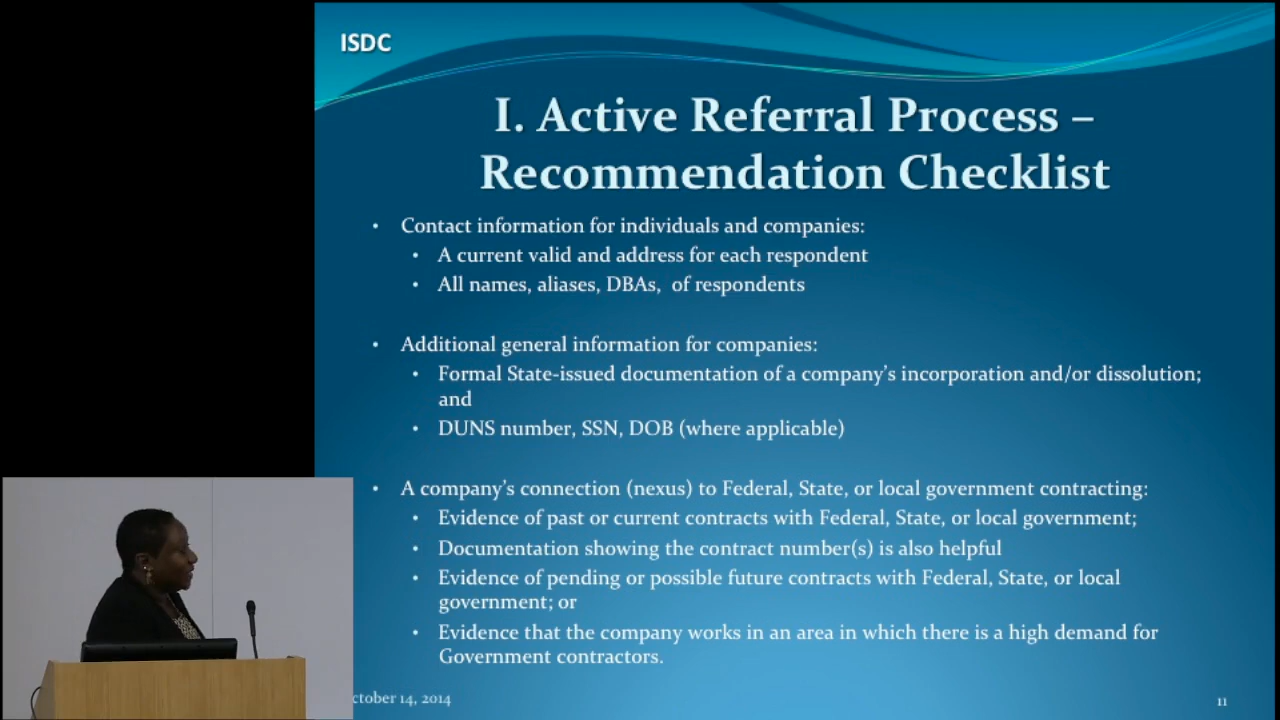 ISDC
I. Active Referral Process –
Recommendation Checklist
• Contact information for individuals and companies:
• A current valid and address for each respondent
• All names, aliases, DBAs, of respondents
• Additional general information for companies:
• Formal State-issued documentation of a company's incorporation and/or dissolution;
and
• DUNS number, SSN, DOB (where applicable)
• A company's connection (nexus) to Federal, State, or local government contracting:
• Evidence of past or current contracts with Federal, State, or local government;
• Documentation showing the contract number(s) is also helpful
• Evidence of pending or possible future contracts with Federal, State, or local
government; or
• Evidence that the company works in an area in which there is a high demand for
Government contractors.
ctober 14, 2014
11